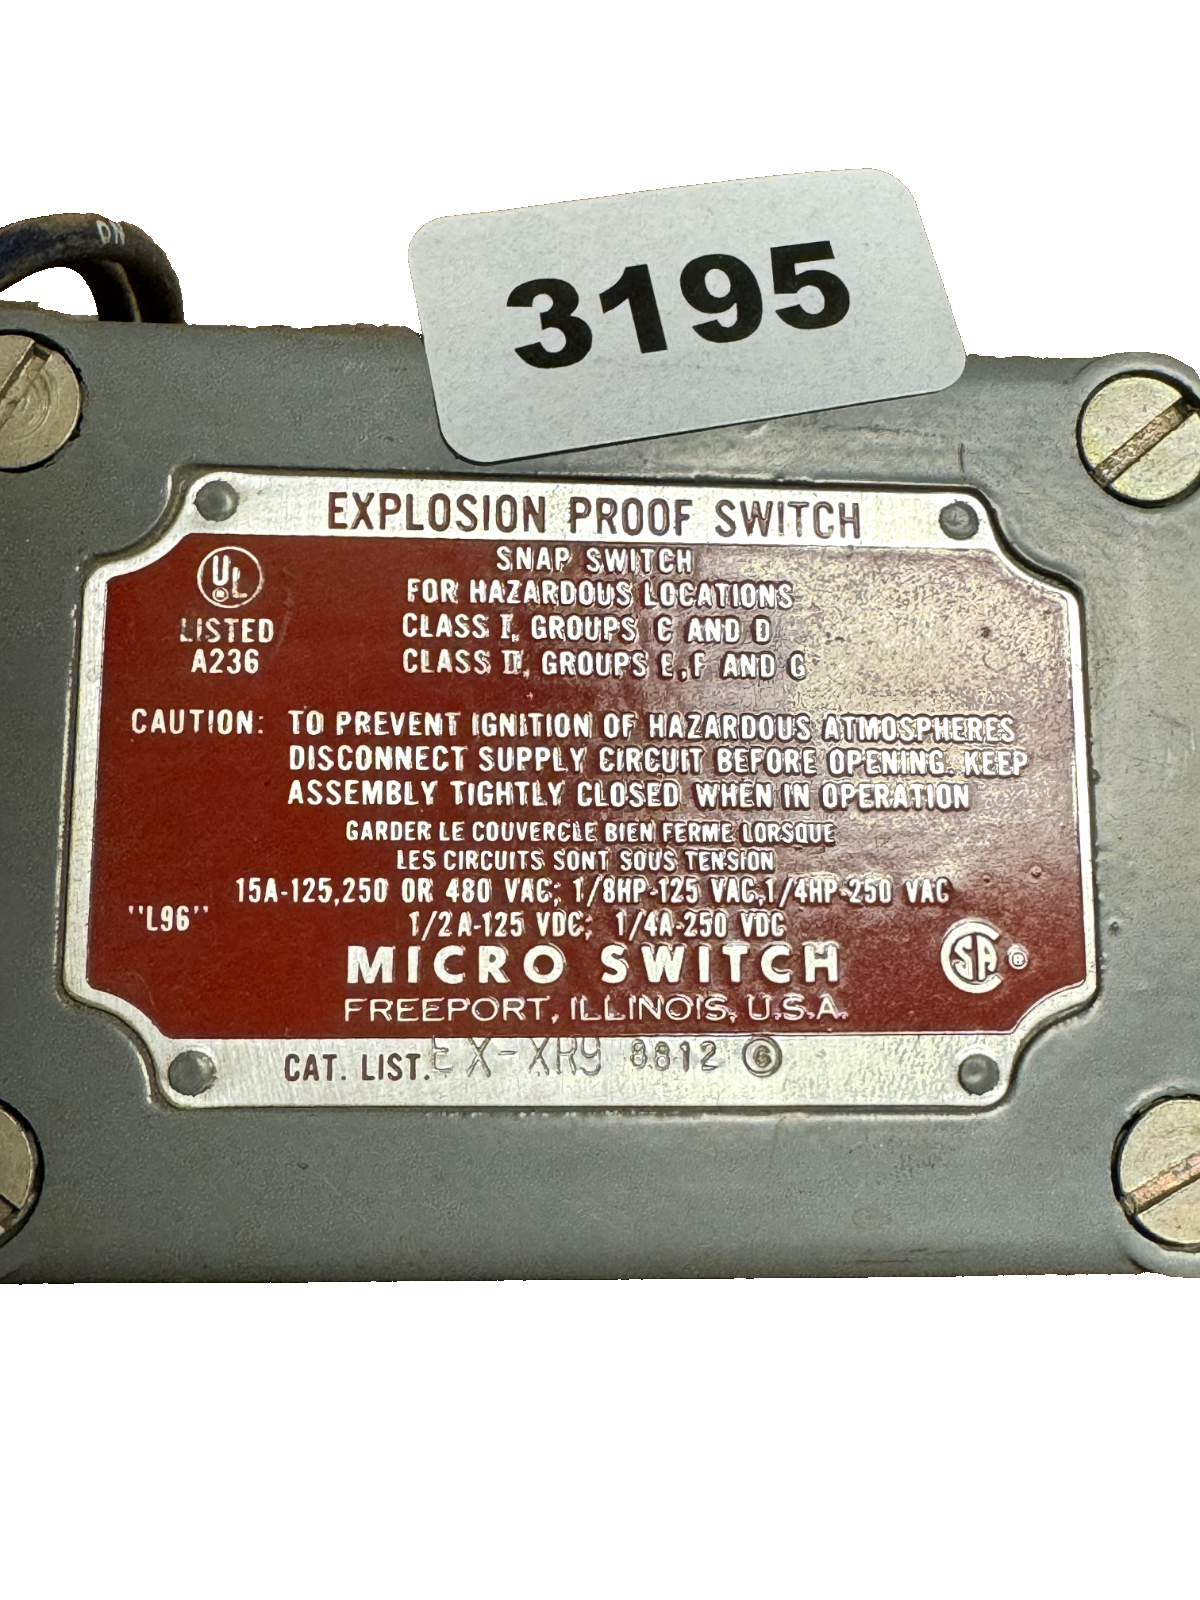 DN
3195
EXPLOSION PROOF SWITCH
UL
LISTED
A236
SNAP SWITCH
FOR HAZARDOUS LOCATIONS
CLASS I, GROUPS C AND D
CLASS II, GROUPS E, F AND G
CAUTION: TO PREVENT IGNITION OF HAZARDOUS ATMOSPHERES
DISCONNECT SUPPLY CIRCUIT BEFORE OPENING. KEEP
ASSEMBLY TIGHTLY CLOSED WHEN IN OPERATION
GARDER LE COUVERCLE BIEN FERME LORSQUE
LES CIRCUITS SONT SOUS TENSION
15A-125,250 OR 480 VAC; 1/8HP-125 VAC,1/4HP-250 VAC
"L96" 1/2A-125 VDC; 1/4A-250 VDC
MICRO SWITCH
FREEPORT, ILLINOIS, U.S.A.
SA ®
CAT. LIST. EX-XR9 8812 6